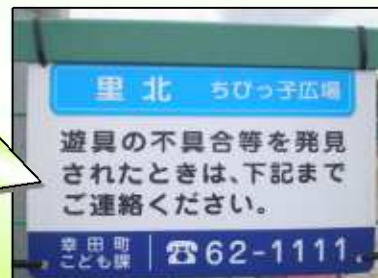 里北 ちびっ子広場
遊具の不具合等を発見
されたときは、下記まで
ご連絡ください。
幸田町
こども課
☎62-1111